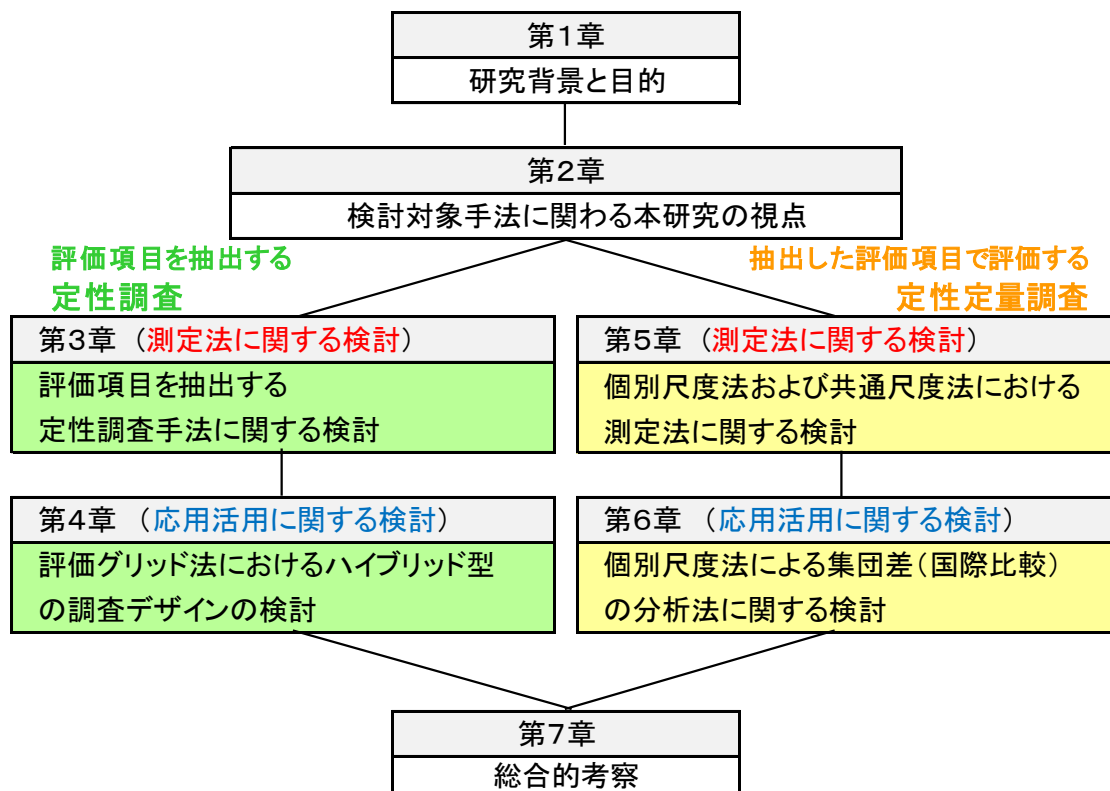 第1章
研究背景と目的
第2章
検討対象手法に関わる本研究の視点
評価項目を抽出する
定性調査
抽出した評価項目で評価する
定性定量調査
第3章 （測定法に関する検討）
評価項目を抽出する
定性調査手法に関する検討
第5章 （測定法に関する検討）
個別尺度法および共通尺度法における
測定法に関する検討
第4章 （応用活用に関する検討）
評価グリッド法におけるハイブリッド型
の調査デザインの検討
第6章 （応用活用に関する検討）
個別尺度法による集団差（国際比較）
の分析法に関する検討
第7章
総合的考察